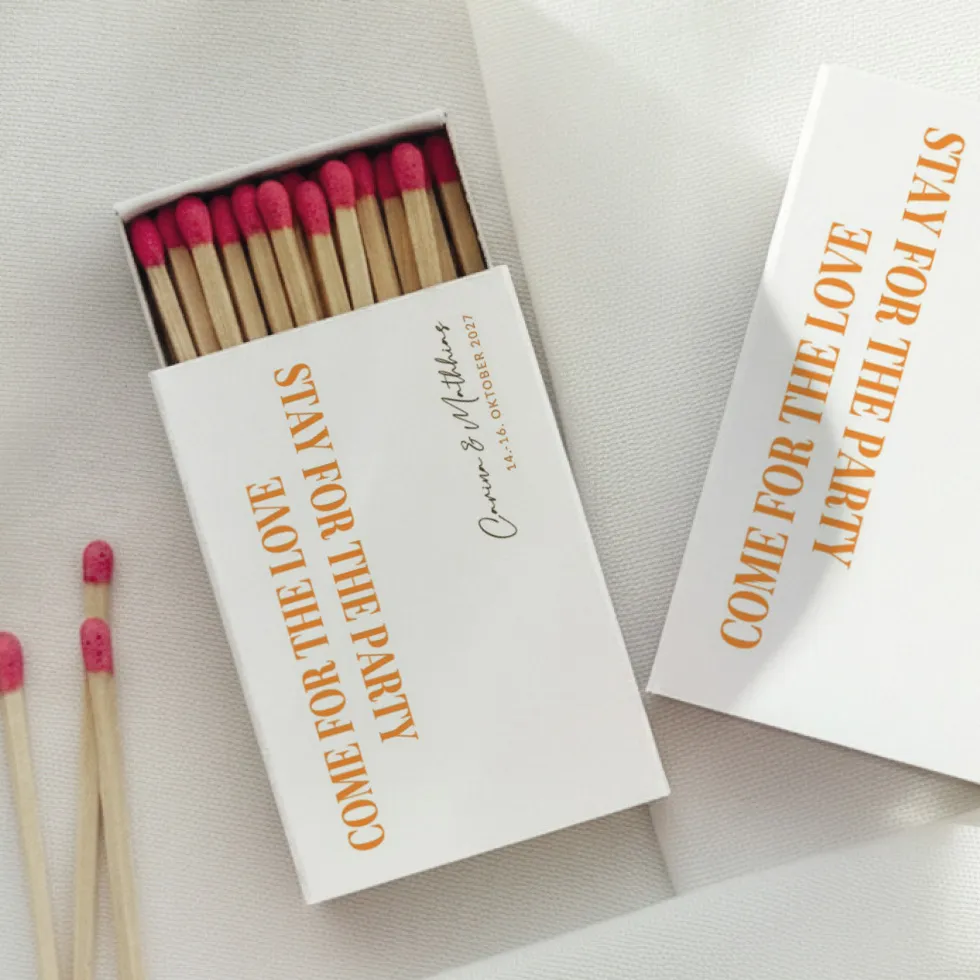 COME FOR THE LOVE
STAY FOR THE PARTY
Carina & Mathhias
14.-16. OKTOBER 2027
COME FOR THE LOVE
STAY FOR THE PARTY